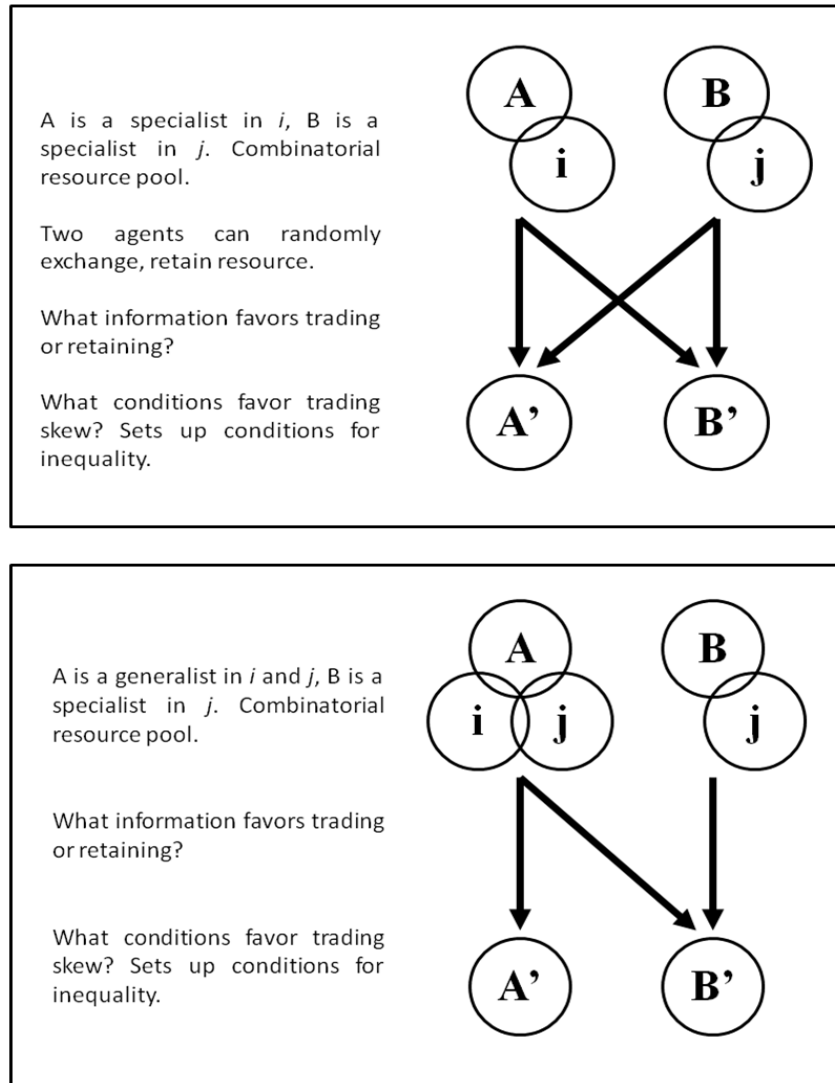 A is a specialist in i, B is a
specialist in j. Combinatorial
resource pool.
Two agents can randomly
exchange, retain resource.
What information favors trading
or retaining?
What conditions favor trading
skew? Sets up conditions for
inequality.
A
B
i
j
A’
B’
A is a generalist in i and j, B is a
specialist in j. Combinatorial
resource pool.
What information favors trading
or retaining?
What conditions favor trading
skew? Sets up conditions for
inequality.
A
B
i
j
j
A’
B’